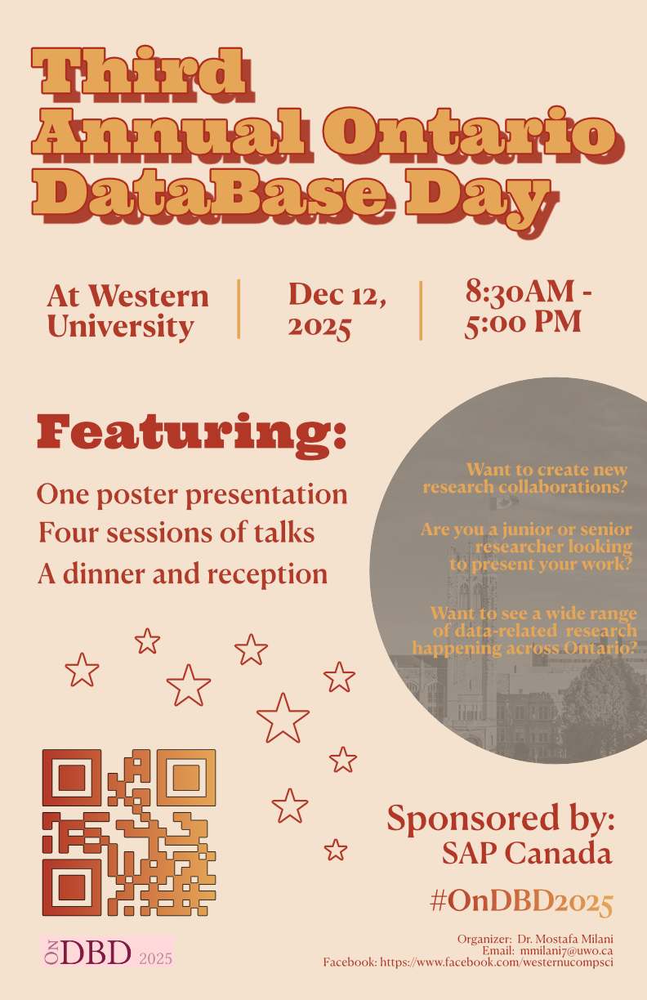 Third
Annual Ontario
DataBase Day
At Western
University
Dec 12,
2025
8:30AM -
5:00 PM
Featuring:
One poster presentation
Four sessions of talks
A dinner and reception
Want to create new
research collaborations?
Are you a junior or senior
researcher looking
to present your work?
Want to see a wide range
of data-related research
happening across Ontario?
Sponsored by:
SAP Canada
#OnDBD2025
ON DBD 2025
Organizer: Dr. Mostafa Milani
Email: mmilani7@uwo.ca
Facebook: https://www.facebook.com/westernucompsci